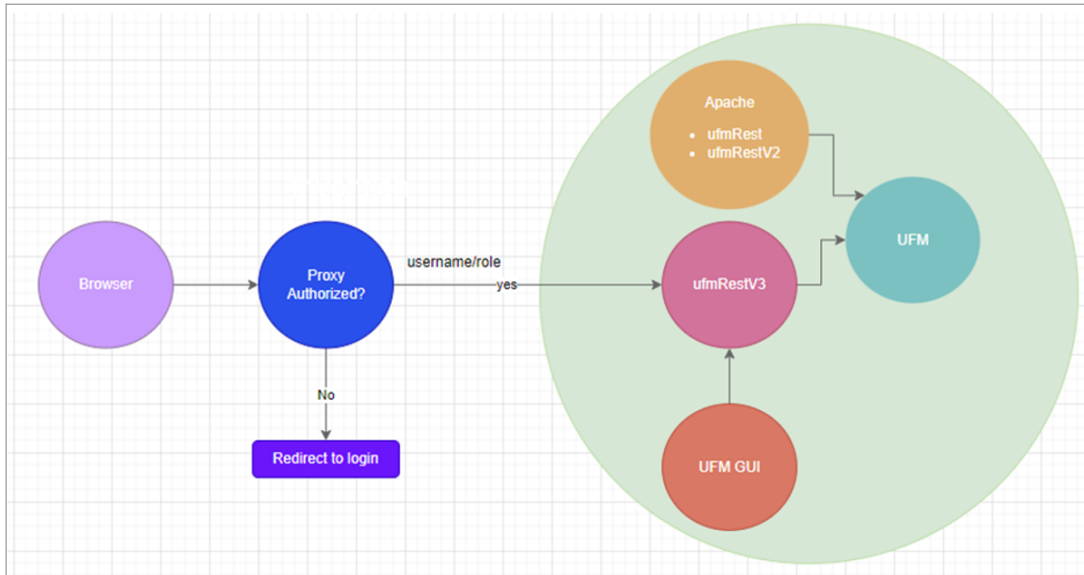 Apache
• ufmRest
• ufmRestV2
UFM
Browser
Proxy
Authorized?
username/role
yes
ufmRestV3
No
Redirect to login
UFM GUI